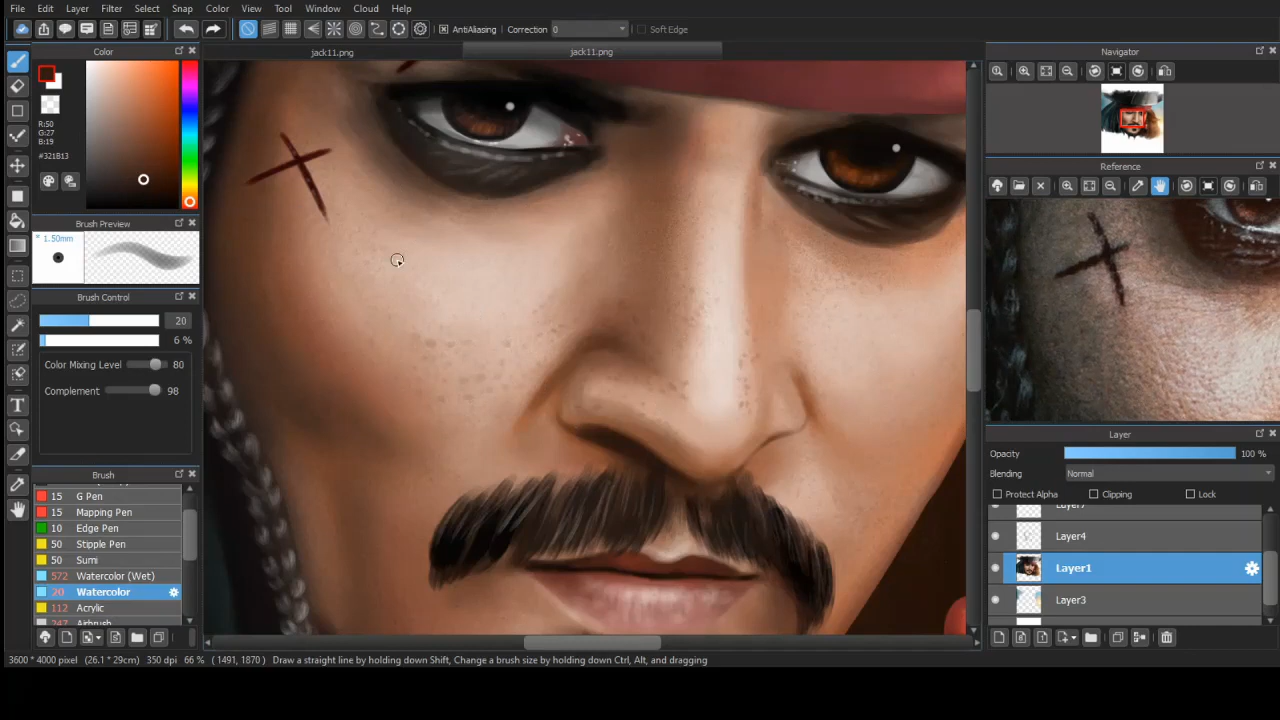 File Edit Layer Filter Select Snap Color View Tool Window Cloud Help
AntiAliasing Correction 0 Soft Edge
Color
jack11.png jack11.png
Navigator
R:50
G:27
B:19
#321B13
Reference
Brush Preview
* 1.50mm
Brush Control
20
6 %
Color Mixing Level 80
Complement 98
Layer
Opacity 100 %
Blending Normal
Protect Alpha Clipping Lock
Brush
15 G Pen
15 Mapping Pen
10 Edge Pen
50 Stipple Pen
50 Sumi
572 Watercolor (Wet)
20 Watercolor
112 Acrylic
247 Airbrush
Layer7
Layer4
Layer1
Layer3
3600 * 4000 pixel (26.1 * 29cm) 350 dpi 66 % ( 1491, 1870 ) Draw a straight line by holding down Shift, Change a brush size by holding down Ctrl, Alt, and dragging